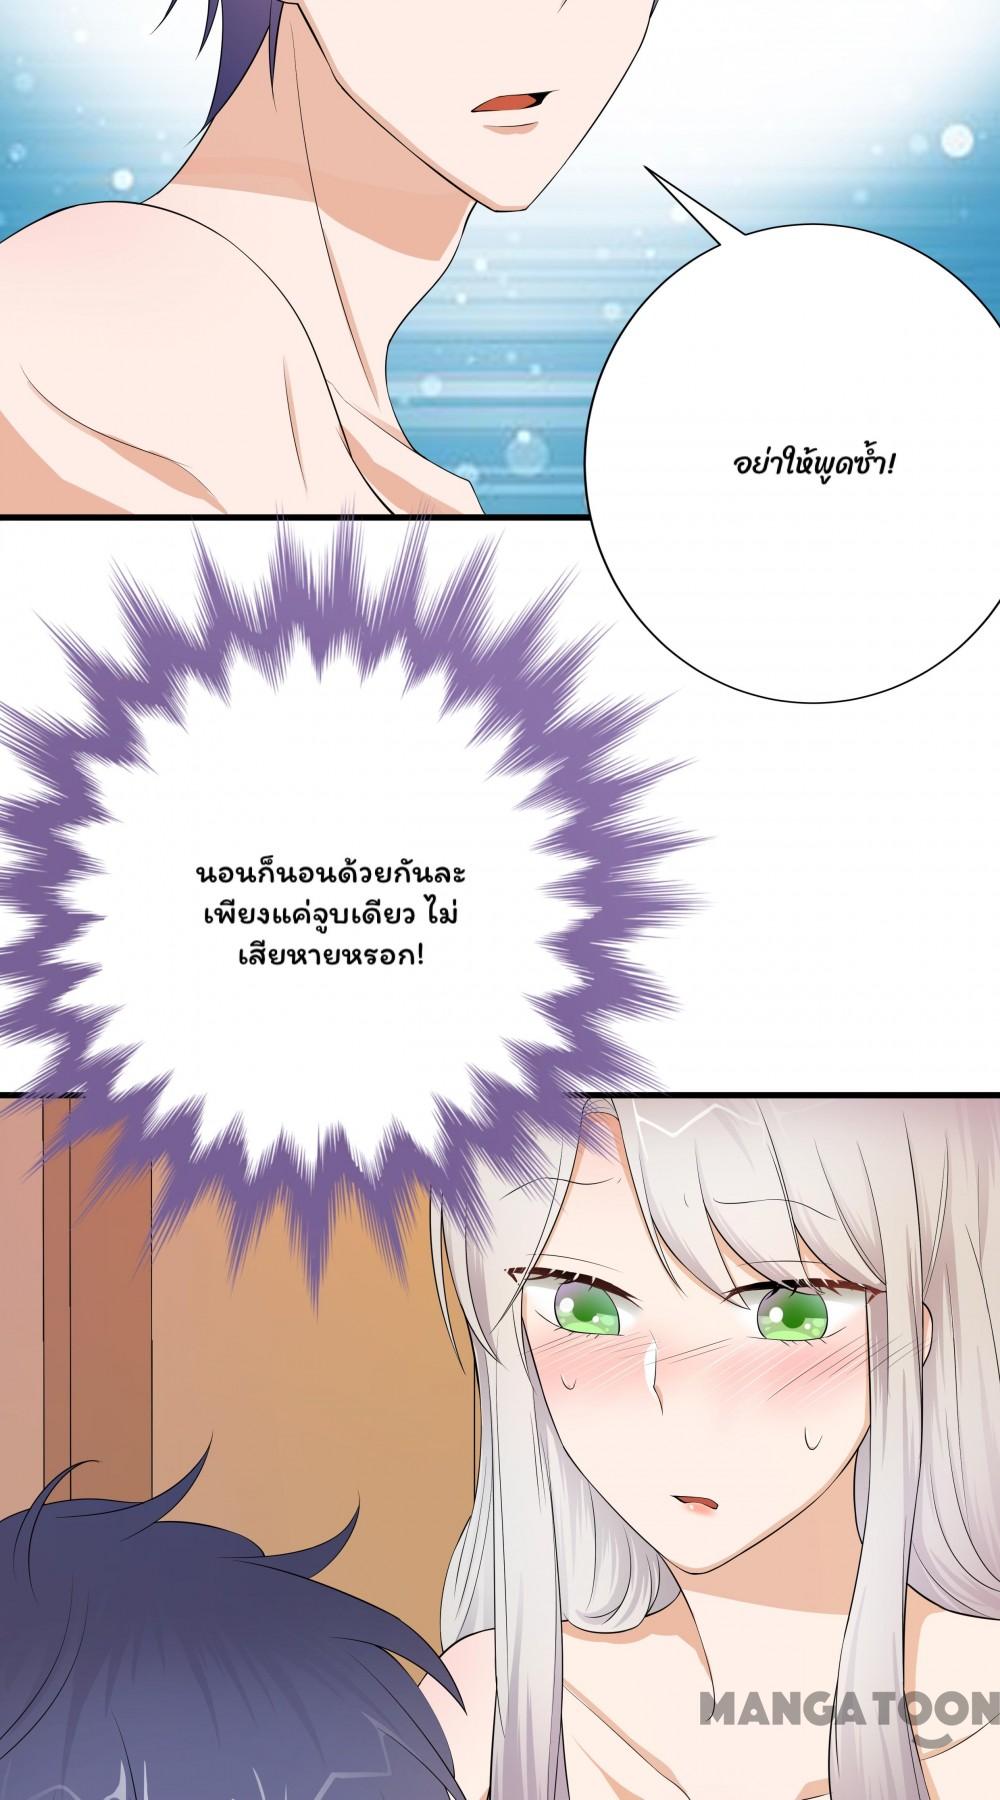 อย่าให้พูดซ้ำ!
นอนก็นอนด้วยกันละ
เพียงแค่จูบเดียว ไม่
เสียหายหรอก!
MANGATOON